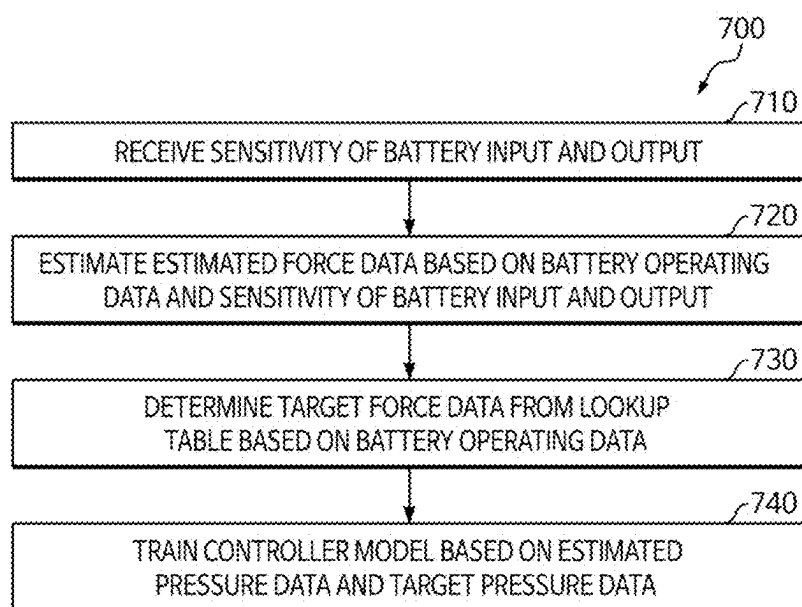 700
710
RECEIVE SENSITIVITY OF BATTERY INPUT AND OUTPUT
720
ESTIMATE ESTIMATED FORCE DATA BASED ON BATTERY OPERATING
DATA AND SENSITIVITY OF BATTERY INPUT AND OUTPUT
730
DETERMINE TARGET FORCE DATA FROM LOOKUP
TABLE BASED ON BATTERY OPERATING DATA
740
TRAIN CONTROLLER MODEL BASED ON ESTIMATED
PRESSURE DATA AND TARGET PRESSURE DATA